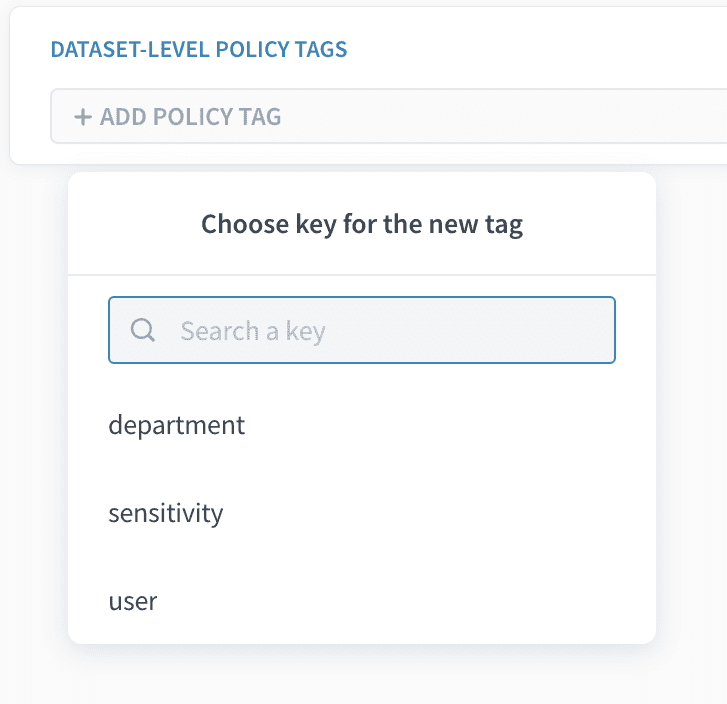 DATASET-LEVEL POLICY TAGS
+ ADD POLICY TAG
Choose key for the new tag
Search a key
department
sensitivity
user